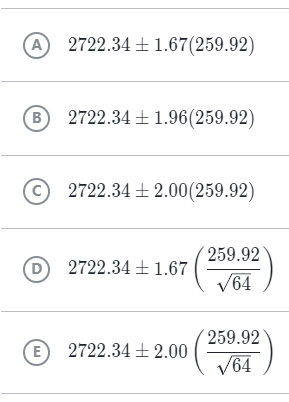 A 2722.34 ± 1.67(259.92)
B 2722.34 ± 1.96(259.92)
C 2722.34 ± 2.00(259.92)
D 2722.34 ± 1.67 (259.92/√64)
E 2722.34 ± 2.00 (259.92/√64)